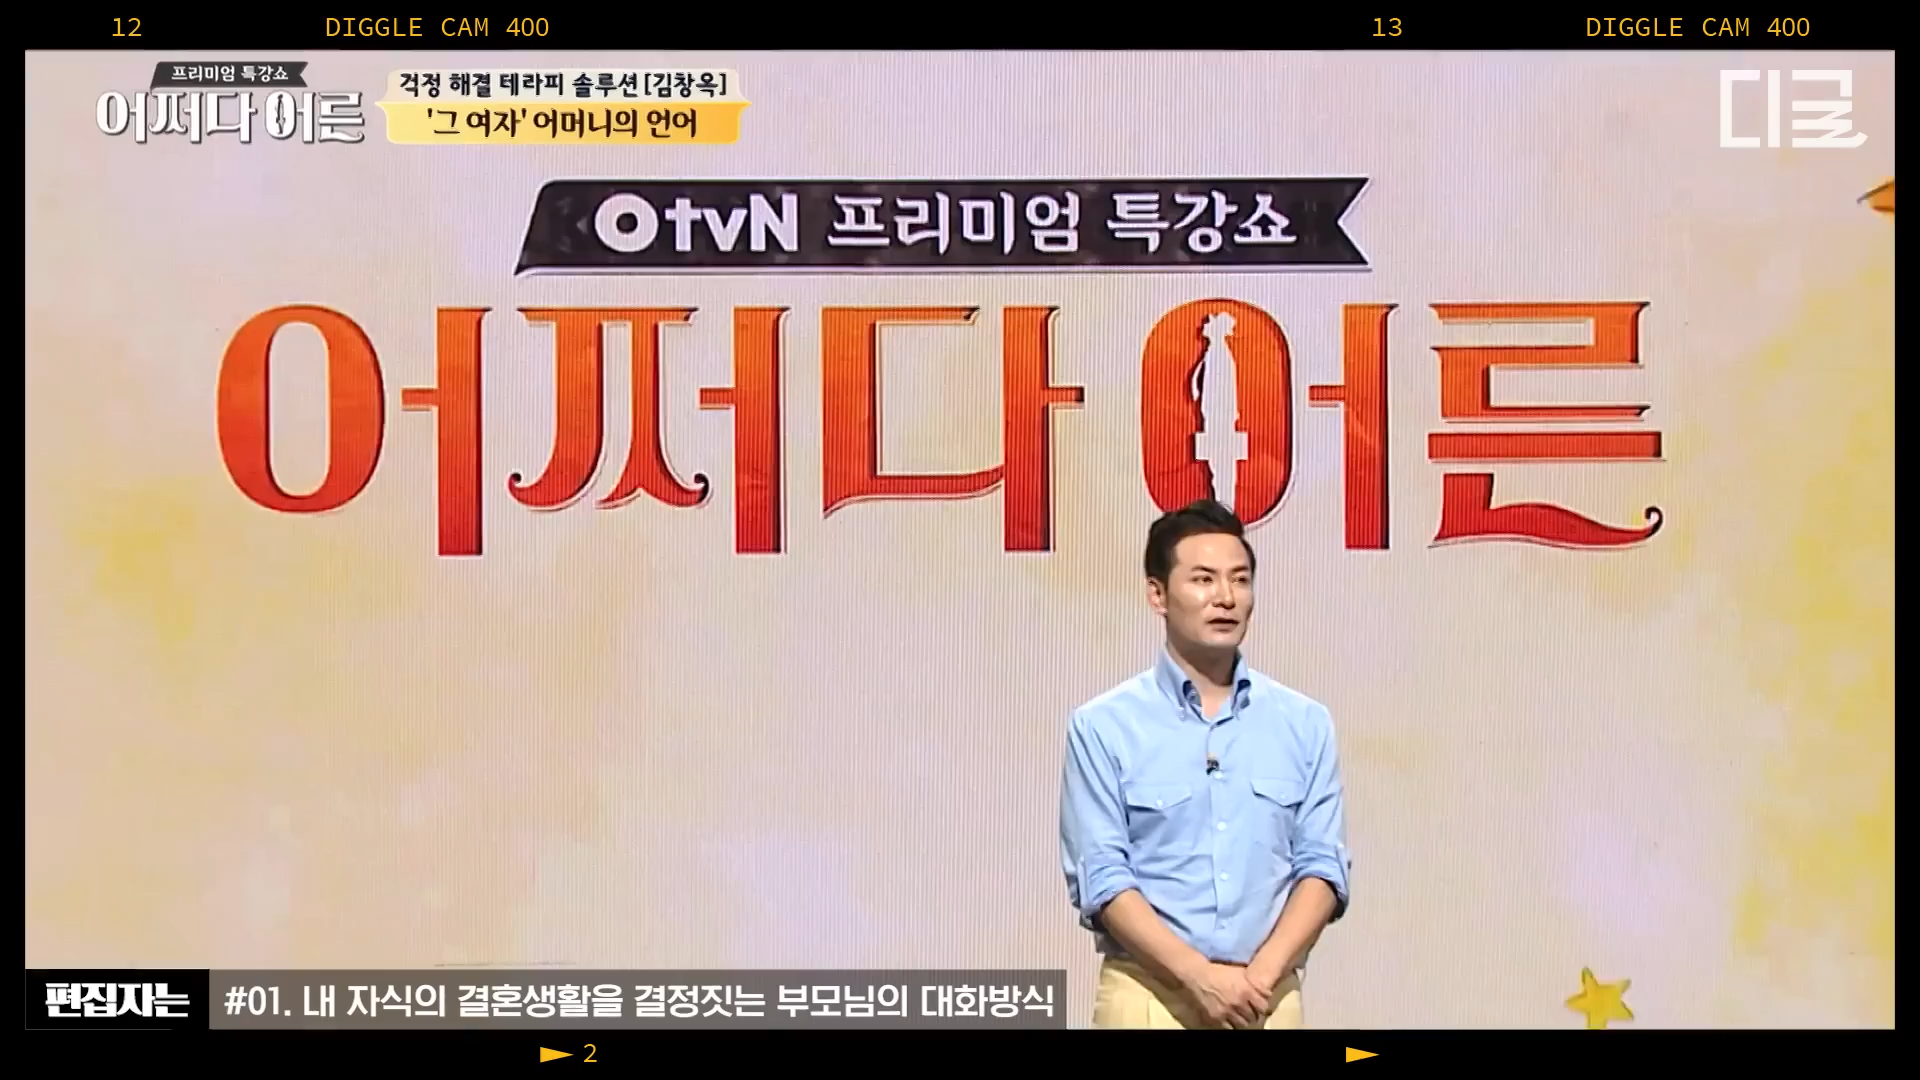 12 DIGGLE CAM 400 13 DIGGLE CAM 400
프리미엄 특강쇼
어쩌다 어른
걱정 해결 테라피 솔루션[김창옥]
'그 여자' 어머니의 언어
디글
OtvN 프리미엄 특강쇼
어쩌다 어른
편집자는
#01. 내 자식의 결혼생활을 결정짓는 부모님의 대화방식
2